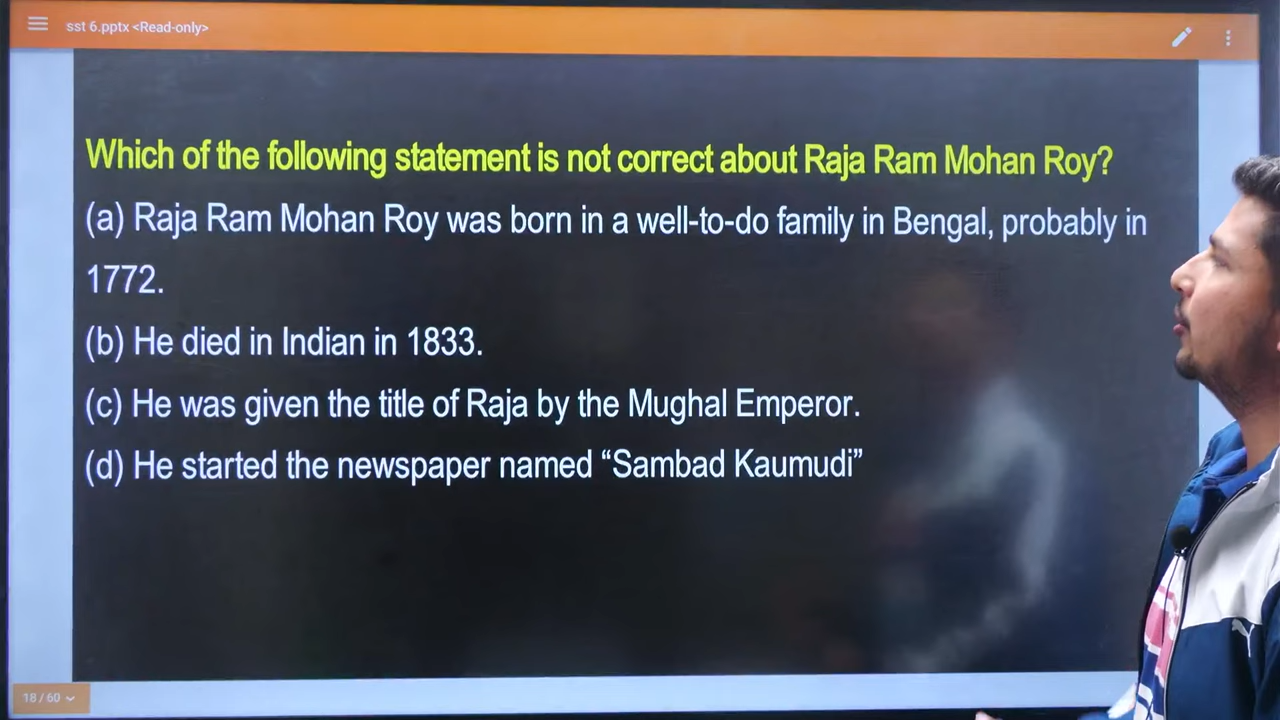 sst 6.pptx <Read-only>
Which of the following statement is not correct about Raja Ram Mohan Roy?
(a) Raja Ram Mohan Roy was born in a well-to-do family in Bengal, probably in
1772.
(b) He died in Indian in 1833.
(c) He was given the title of Raja by the Mughal Emperor.
(d) He started the newspaper named “Sambad Kaumudi”
18 / 60